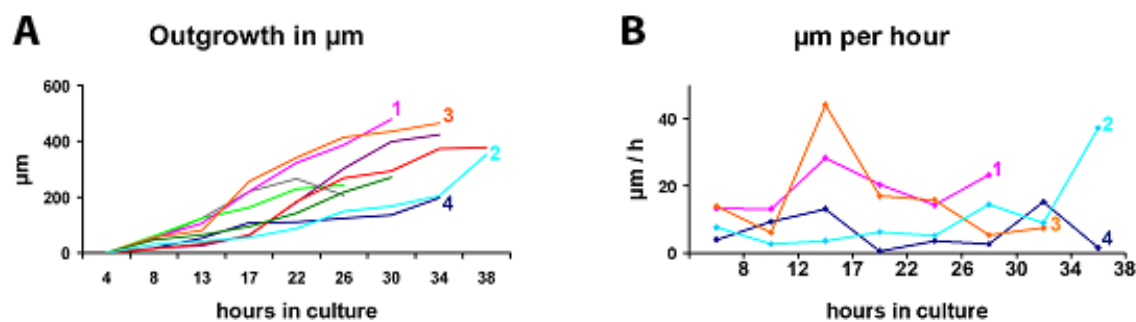 A Outgrowth in µm
600
400
200
0
µm
1
3
2
4
4 8 13 17 22 26 30 34 38
hours in culture
B µm per hour
40
20
0
µm / h
2
1
3
4
8 12 17 22 26 30 34 38
hours in culture